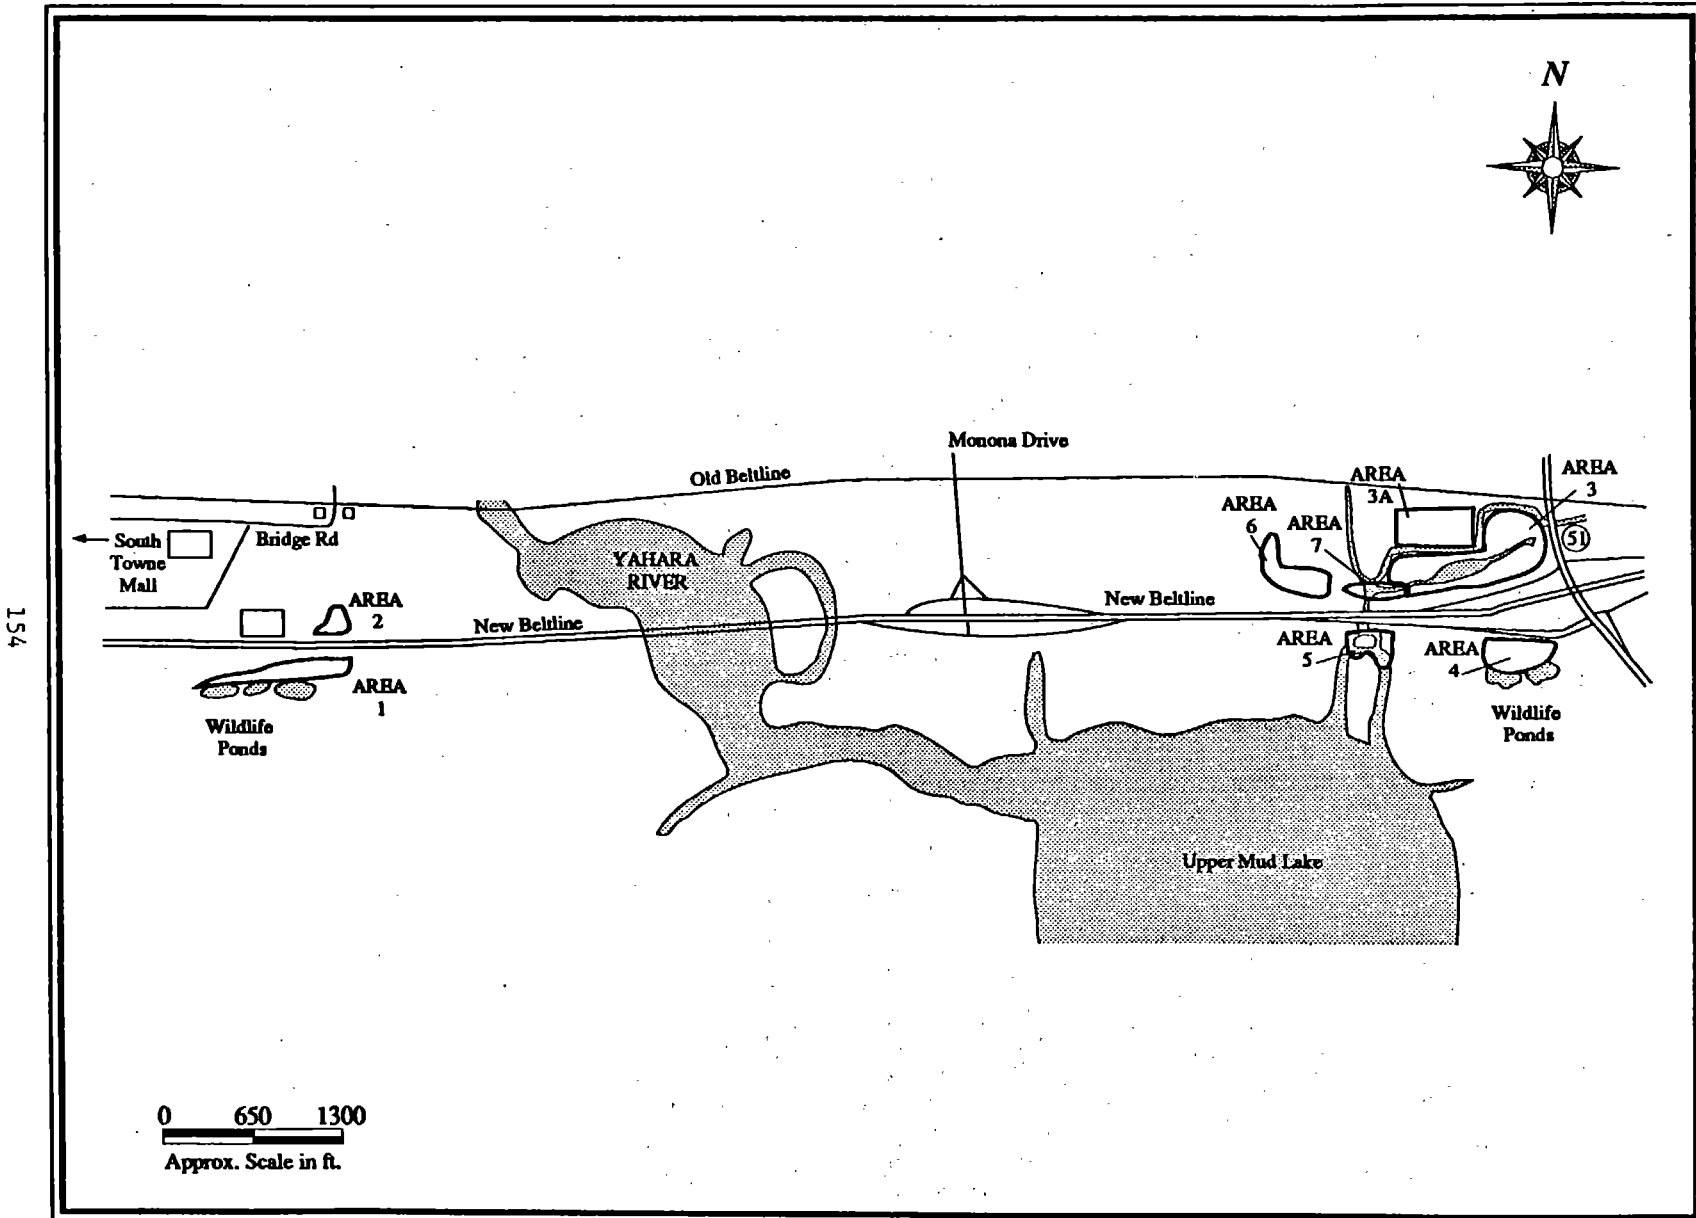 N
Monona Drive
Old Beltline
AREA
3A
AREA
3
AREA
6
AREA
7
51
South
Towne
Mall
Bridge Rd
YAHARA
RIVER
AREA
2
New Beltline
New Beltline
AREA
5
AREA
4
AREA
1
Wildlife
Ponds
Wildlife
Ponds
Upper Mud Lake
0 650 1300
Approx. Scale in ft.
154